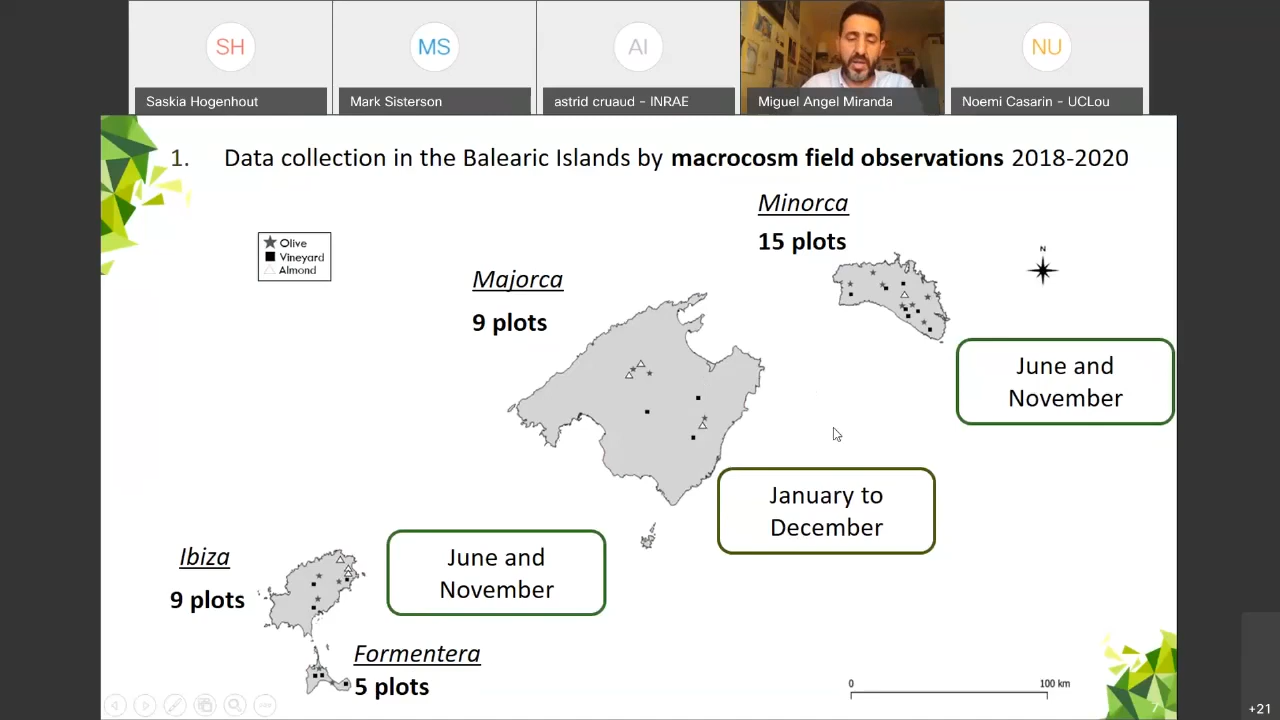 SH
MS
AI
NU
Saskia Hogenhout
Mark Sisterson
astrid cruaud - INRAE
Miguel Angel Miranda
Noemi Casarin - UCLou
1. Data collection in the Balearic Islands by macrocosm field observations 2018-2020
Minorca
15 plots
Olive
Vineyard
Almond
N
Majorca
9 plots
June and
November
January to
December
Ibiza
9 plots
June and
November
Formentera
5 plots
0 100 km
7
+21